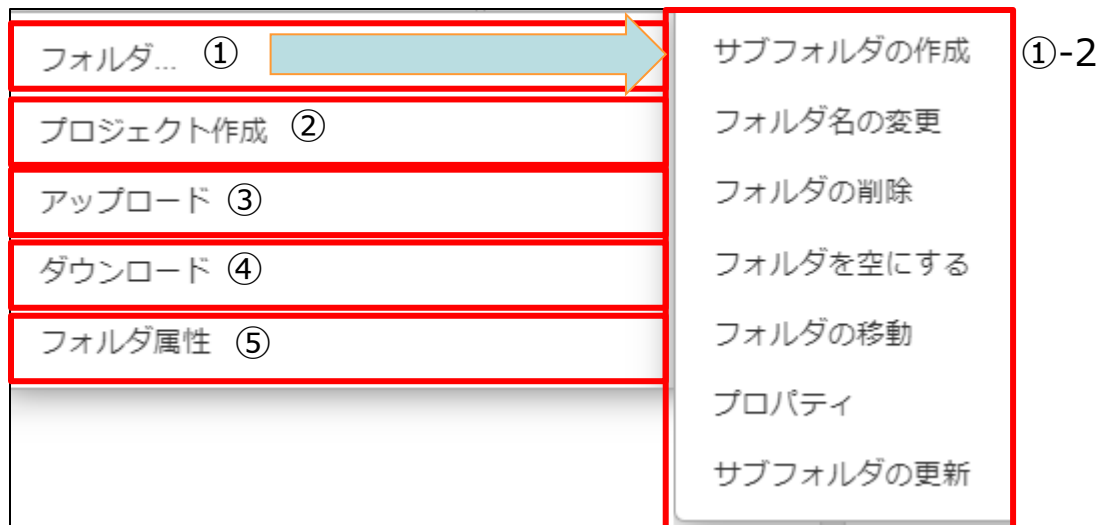 フォルダ... ①
プロジェクト作成 ②
アップロード ③
ダウンロード ④
フォルダ属性 ⑤
サブフォルダの作成
フォルダ名の変更
フォルダの削除
フォルダを空にする
フォルダの移動
プロパティ
サブフォルダの更新
①-2